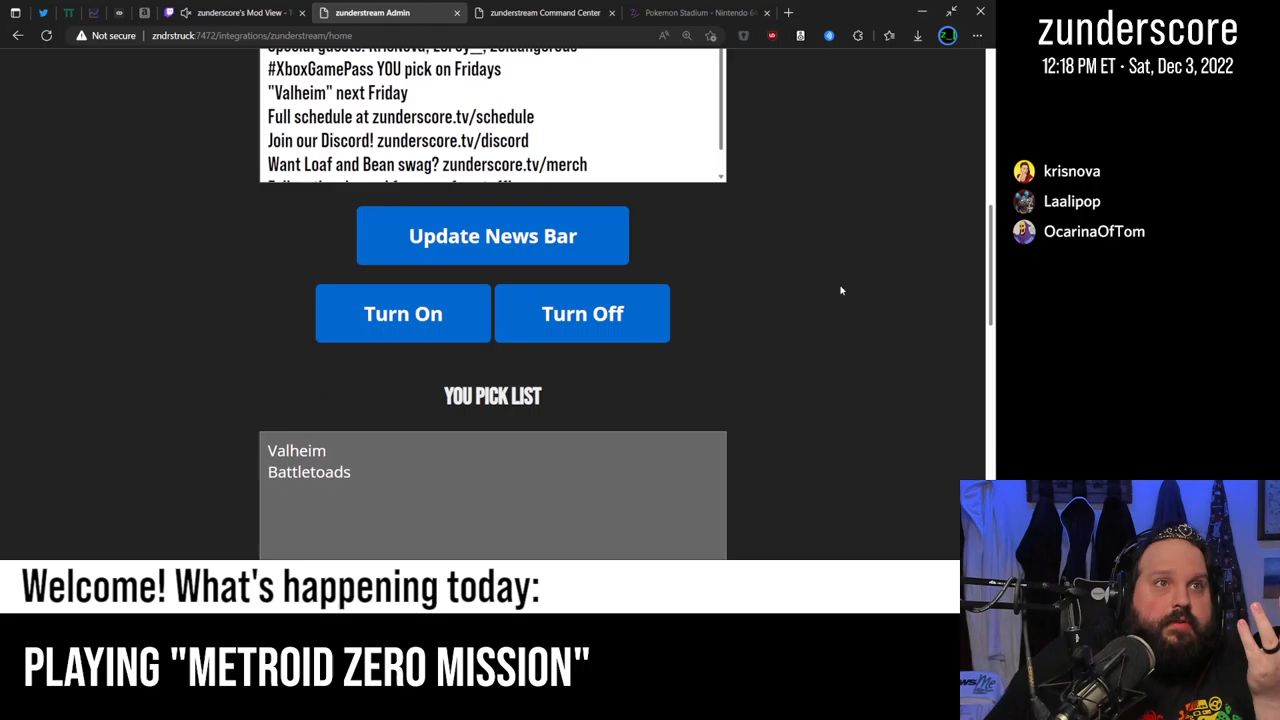 zunderscore's Mod View - T
zunderstream Admin
zunderstream Command Center
Pokemon Stadium - Nintendo 64
Not secure
zndrstruck:7472/integrations/zunderstream/home
zunderscore
12:18 PM ET · Sat, Dec 3, 2022
krisnova
Laalipop
OcarinaOfTom
#XboxGamePass YOU pick on Fridays
"Valheim" next Friday
Full schedule at zunderscore.tv/schedule
Join our Discord! zunderscore.tv/discord
Want Loaf and Bean swag? zunderscore.tv/merch
Update News Bar
Turn On
Turn Off
YOU PICK LIST
Valheim
Battletoads
Welcome! What's happening today:
PLAYING "METROID ZERO MISSION"